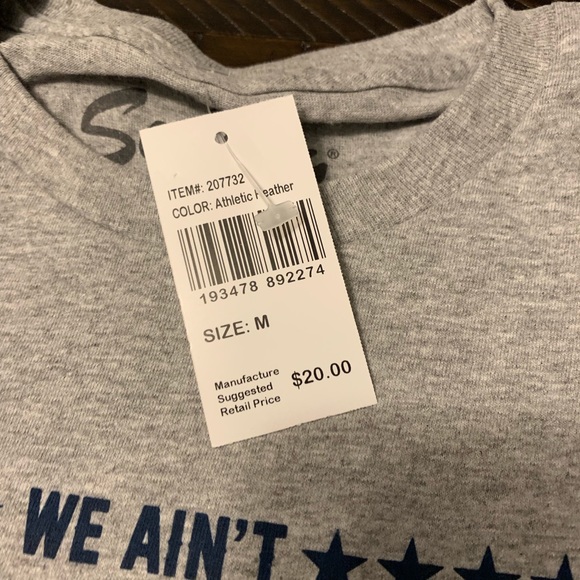 ITEM#: 207732
COLOR: Athletic Heather
193478 892274
SIZE: M
Manufacture
Suggested
Retail Price
$20.00
WE AIN'T